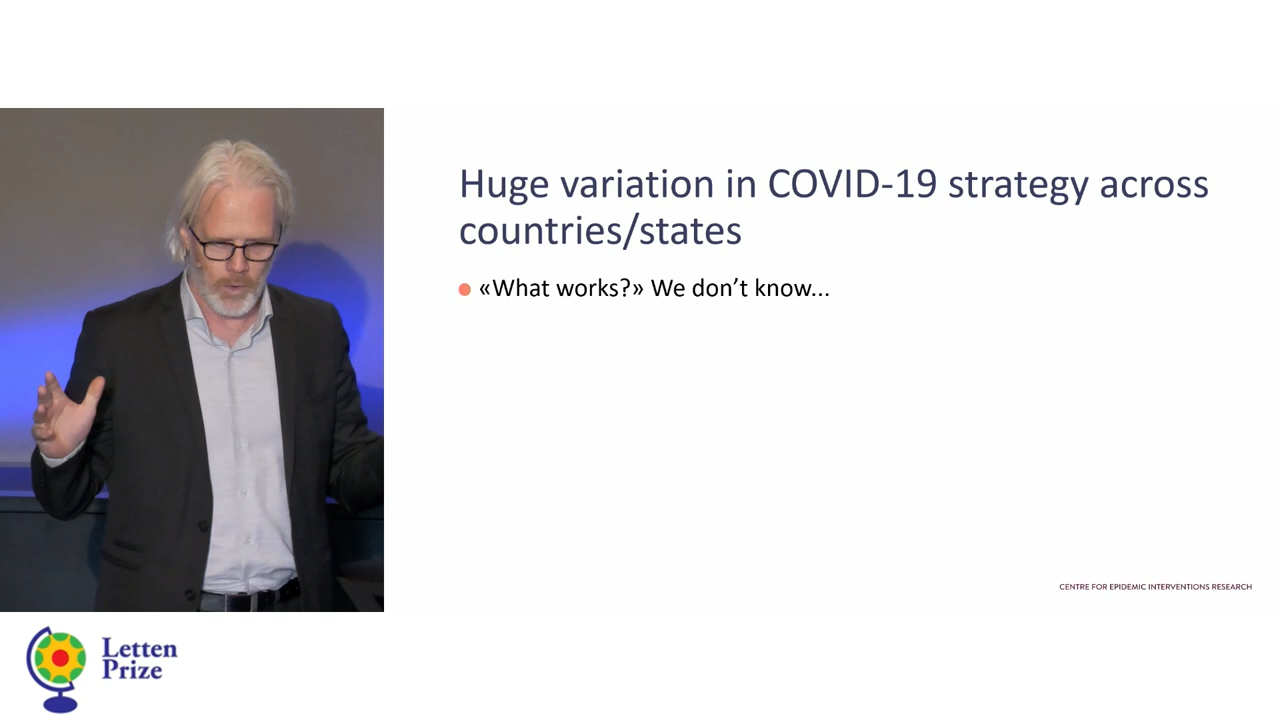 Huge variation in COVID-19 strategy across
countries/states
«What works?» We don’t know...
CENTRE FOR EPIDEMIC INTERVENTIONS RESEARCH
Letten
Prize